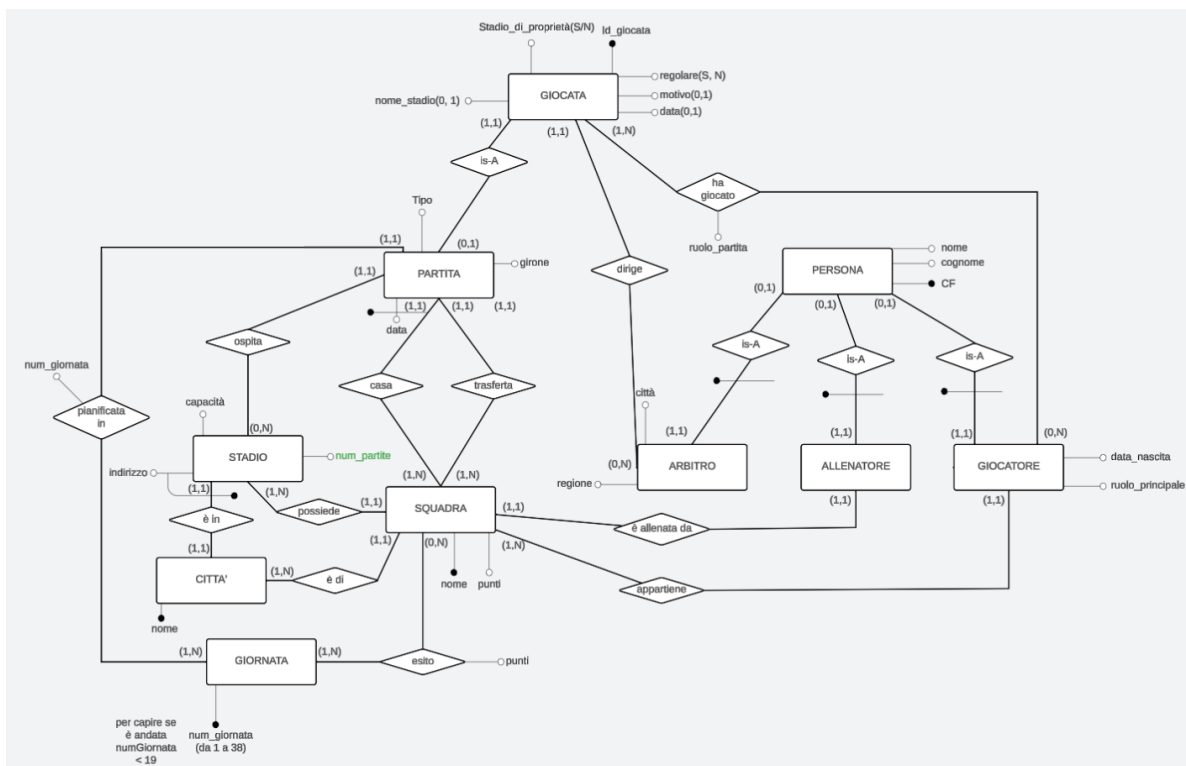 Stadio_di_proprietà(S/N)
Id_giocata
regolare(S, N)
nome_stadio(0, 1)
GIOCATA
motivo(0,1)
data(0,1)
(1,1)
(1,1)
(1,N)
is-A
ha
giocato
Tipo
ruolo_partita
(1,1)
(0,1)
nome
girone
cognome
(1,1)
PARTITA
dirige
PERSONA
CF
(1,1)
(1,1)
(1,1)
(0,1)
(0,1)
(0,1)
data
ospita
is-A
is-A
is-A
num_giornata
casa
trasferta
città
capacità
pianificata
in
(0,N)
(1,1)
(1,1)
(1,1)
(0,N)
STADIO
num_partite
(0,N)
ARBITRO
ALLENATORE
GIOCATORE
data_nascita
indirizzo
(1,N)
(1,N)
regione
ruolo_principale
(1,1)
(1,N)
possiede
(1,1)
SQUADRA
(1,1)
(1,1)
(1,1)
è in
(1,1)
(0,N)
(1,N)
è allenata da
(1,1)
CITTA'
(1,N)
è di
nome
punti
appartiene
nome
(1,N)
GIORNATA
(1,N)
esito
punti
per capire se
è andata
numGiornata
< 19
num_giornata
(da 1 a 38)